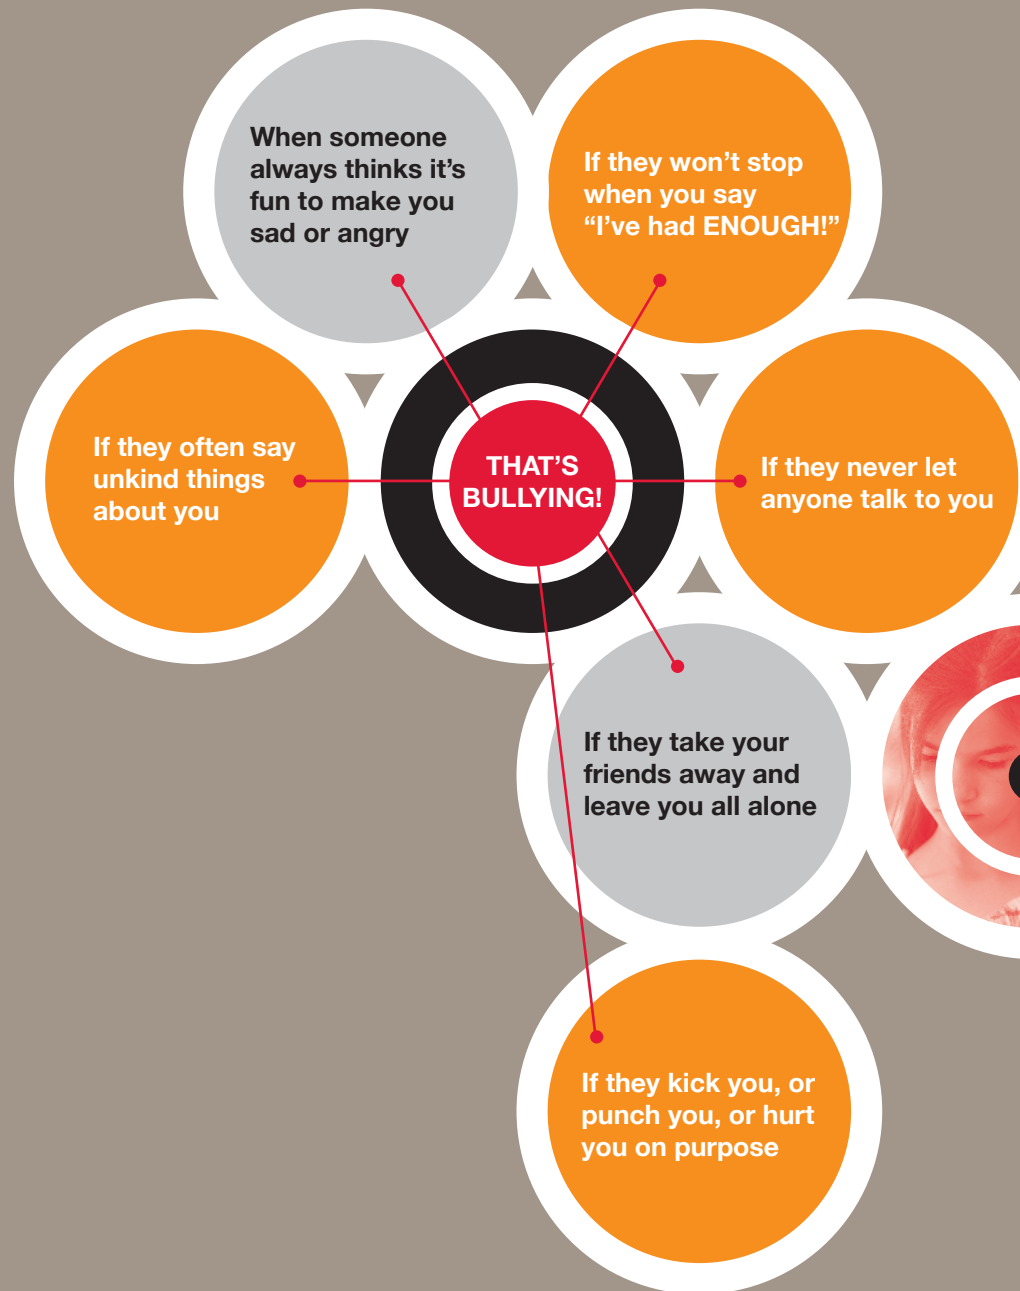 When someone
always thinks it’s
fun to make you
sad or angry
If they won’t stop
when you say
“I’ve had ENOUGH!”
If they often say
unkind things
about you
THAT’S
BULLYING!
If they never let
anyone talk to you
If they take your
friends away and
leave you all alone
If they kick you, or
punch you, or hurt
you on purpose